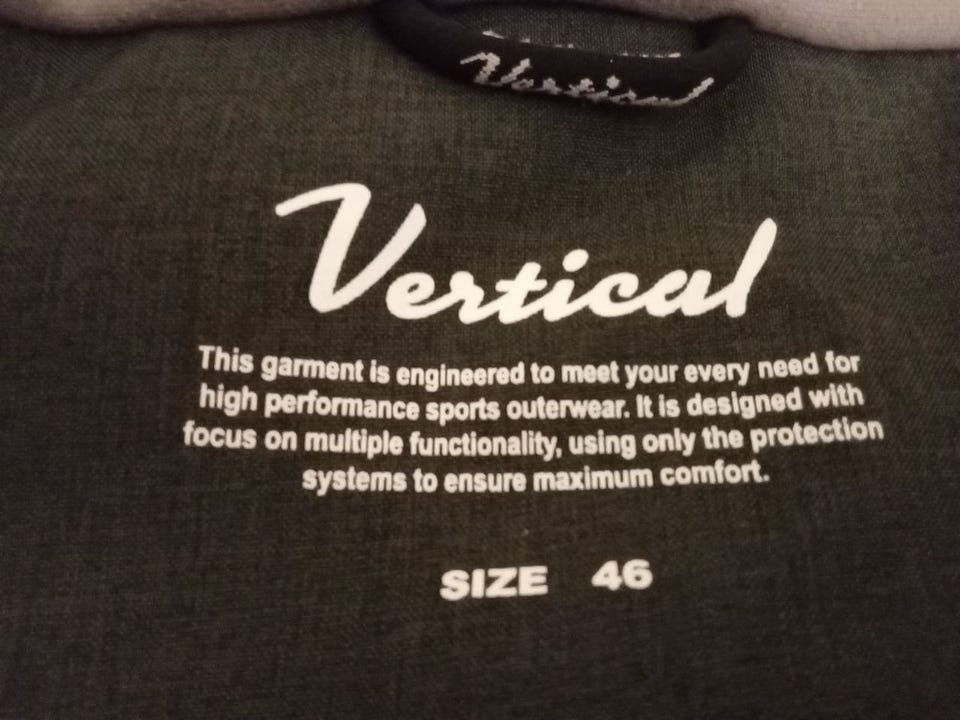 Vertical
Vertical
This garment is engineered to meet your every need for
high performance sports outerwear. It is designed with
focus on multiple functionality, using only the protection
systems to ensure maximum comfort.
SIZE 46